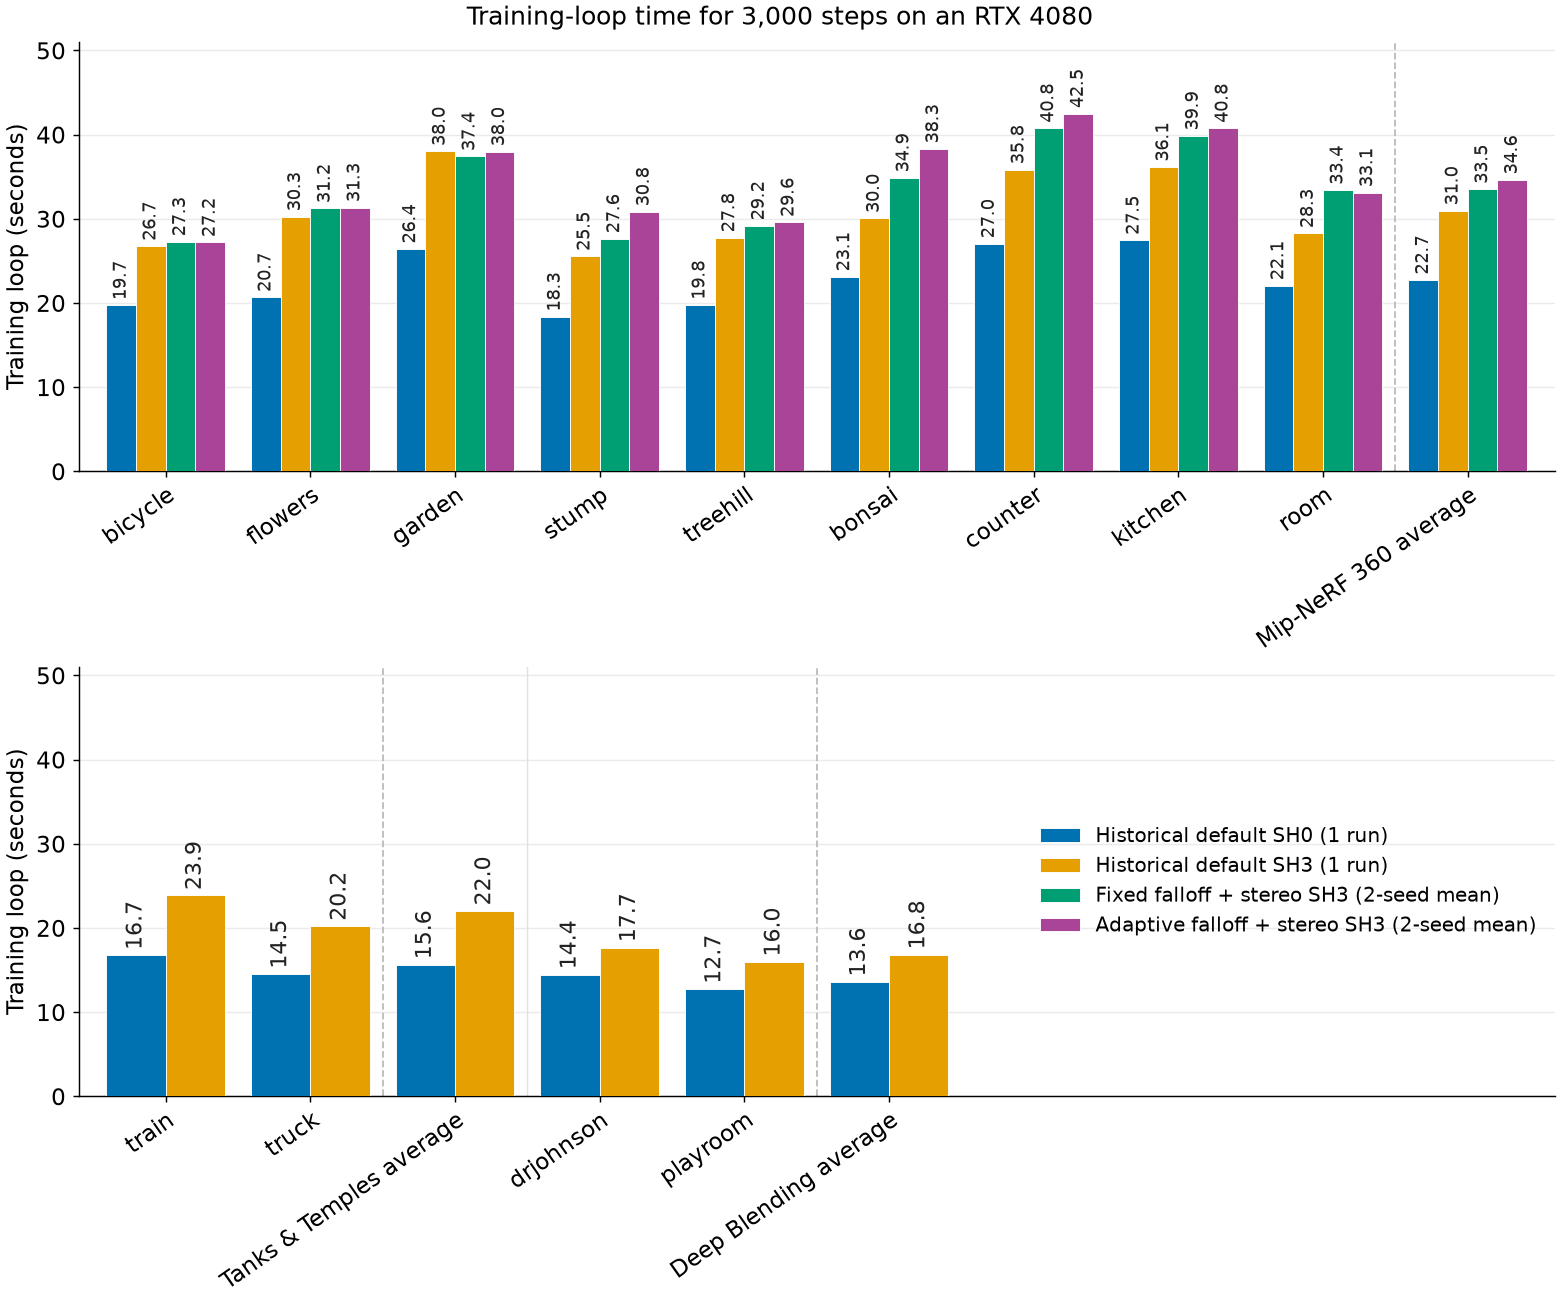 Training-loop time for 3,000 steps on an RTX 4080
Training loop (seconds)
50
40
30
20
10
0
19.7 26.7 27.3 27.2
20.7 30.3 31.2 31.3
26.4 38.0 37.4 38.0
18.3 25.5 27.6 30.8
19.8 27.8 29.2 29.6
23.1 30.0 34.9 38.3
27.0 35.8 40.8 42.5
27.5 36.1 39.9 40.8
22.1 28.3 33.4 33.1
22.7 31.0 33.5 34.6
bicycle
flowers
garden
stump
treehill
bonsai
counter
kitchen
room
Mip-NeRF 360 average
Training loop (seconds)
50
40
30
20
10
0
16.7 23.9
14.5 20.2
15.6 22.0
14.4 17.7
12.7 16.0
13.6 16.8
Historical default SH0 (1 run)
Historical default SH3 (1 run)
Fixed falloff + stereo SH3 (2-seed mean)
Adaptive falloff + stereo SH3 (2-seed mean)
train
truck
Tanks & Temples average
drjohnson
playroom
Deep Blending average